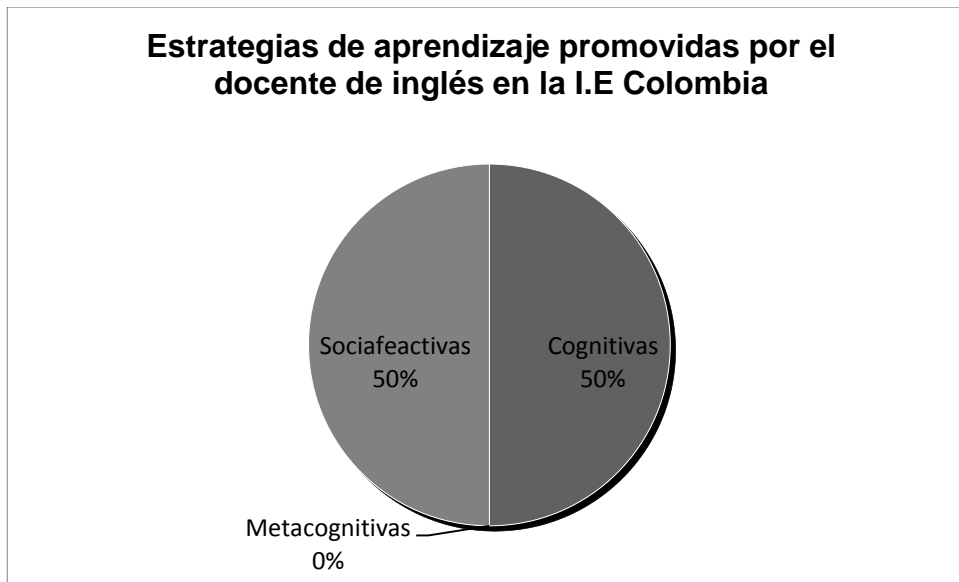 Estrategias de aprendizaje promovidas por el
docente de inglés en la I.E Colombia
Sociafeactivas
50%
Cognitivas
50%
Metacognitivas
0%